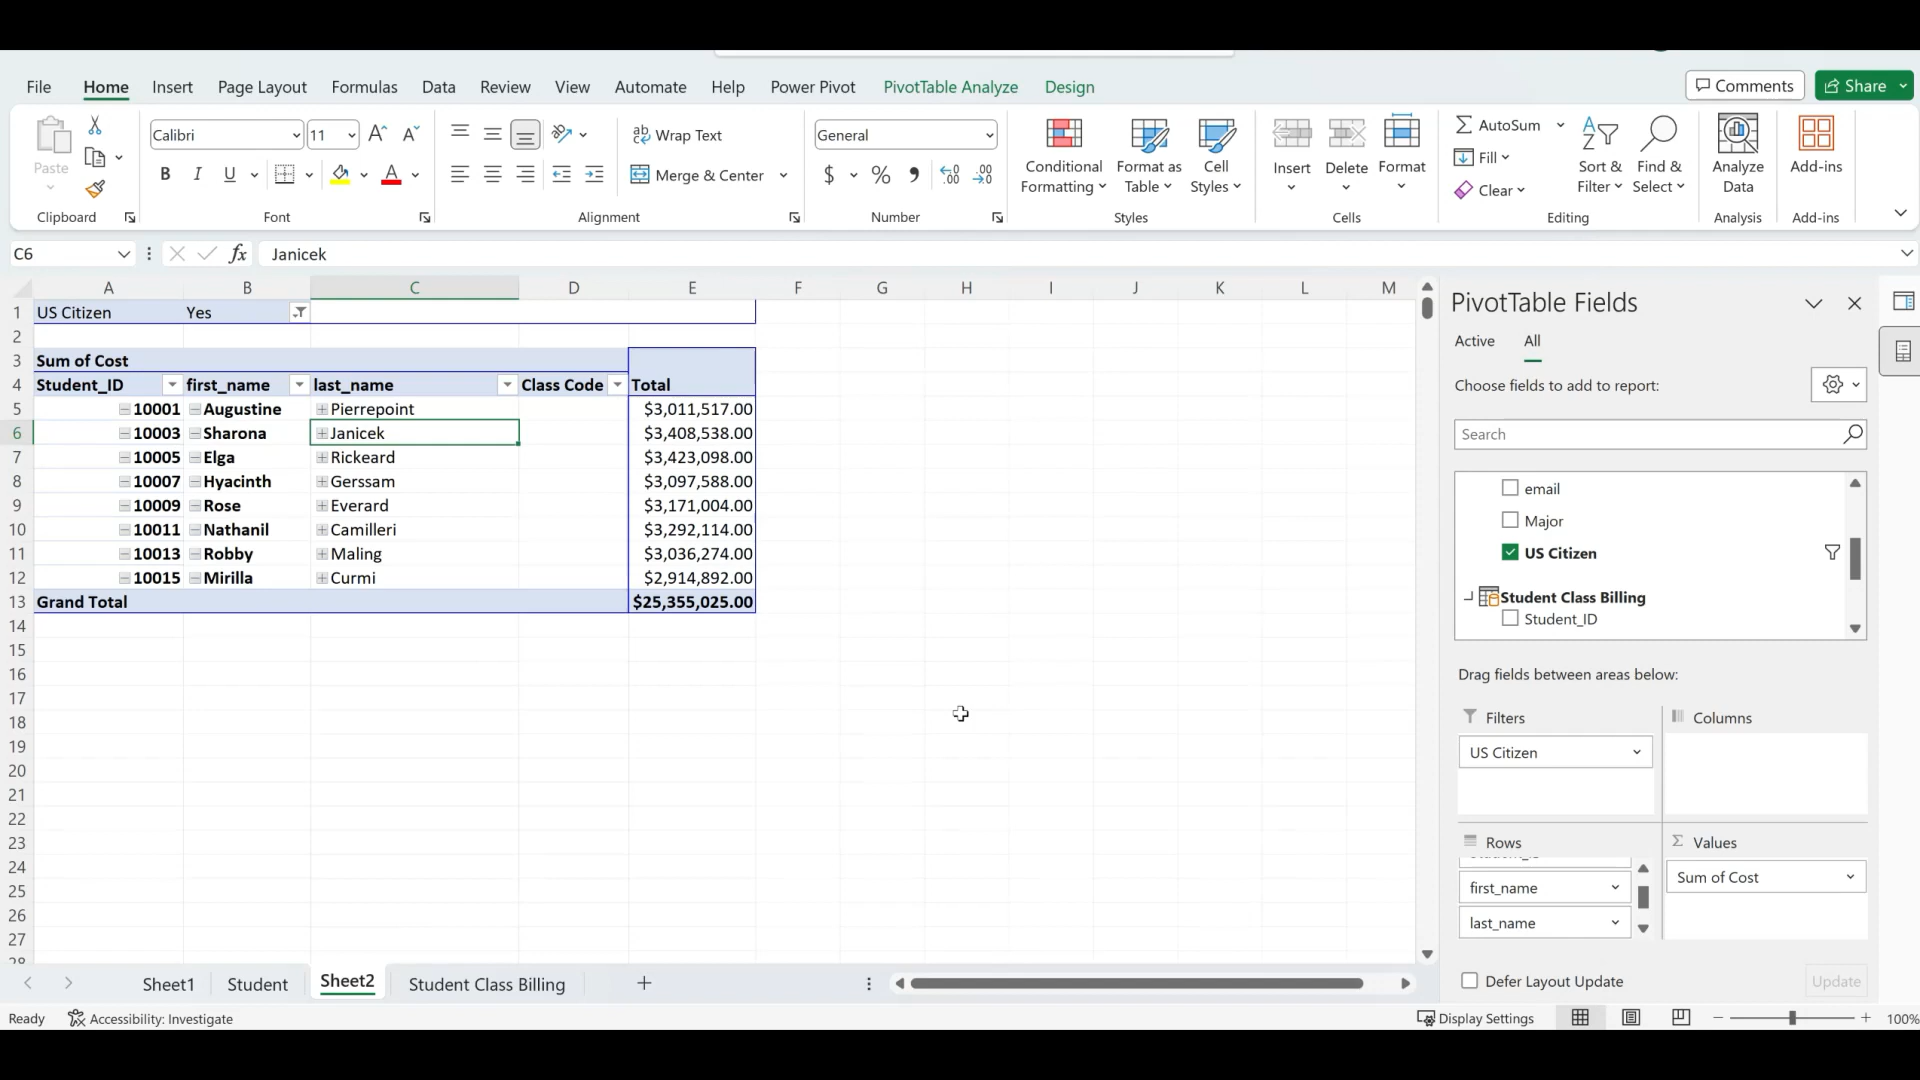 File Home Insert Page Layout Formulas Data Review View Automate Help Power Pivot PivotTable Analyze Design Comments Share
Paste
Clipboard
Calibri 11
B I U A
Font
ab Wrap Text
Merge & Center
Alignment
General
$ % 9 .00 .00
Number
Conditional Formatting
Format as Table
Cell Styles
Styles
Insert Delete Format
Cells
AutoSum
Fill
Clear
Sort & Filter
Find & Select
Editing
Analyze Data
Analysis
Add-ins
Add-ins
C6 fx Janicek
A B C D E F G H I J K L M
1 US Citizen Yes
2
3 Sum of Cost
4 Student_ID first_name last_name Class Code Total
5 10001 Augustine Pierrepoint $3,011,517.00
6 10003 Sharona Janicek $3,408,538.00
7 10005 Elga Rickeard $3,423,098.00
8 10007 Hyacinth Gerssam $3,097,588.00
9 10009 Rose Everard $3,171,004.00
10 10011 Nathanil Camilleri $3,292,114.00
11 10013 Robby Maling $3,036,274.00
12 10015 Mirilla Curmi $2,914,892.00
13 Grand Total $25,355,025.00
14
15
16
17
18
19
20
21
22
23
24
25
26
27
28
PivotTable Fields
Active All
Choose fields to add to report:
Search
email
Major
US Citizen
Student Class Billing
Student_ID
Drag fields between areas below:
Filters
US Citizen
Columns
Rows
first_name
last_name
Values
Sum of Cost
Defer Layout Update Update
Sheet1 Student Sheet2 Student Class Billing
Ready Accessibility: Investigate Display Settings 100%